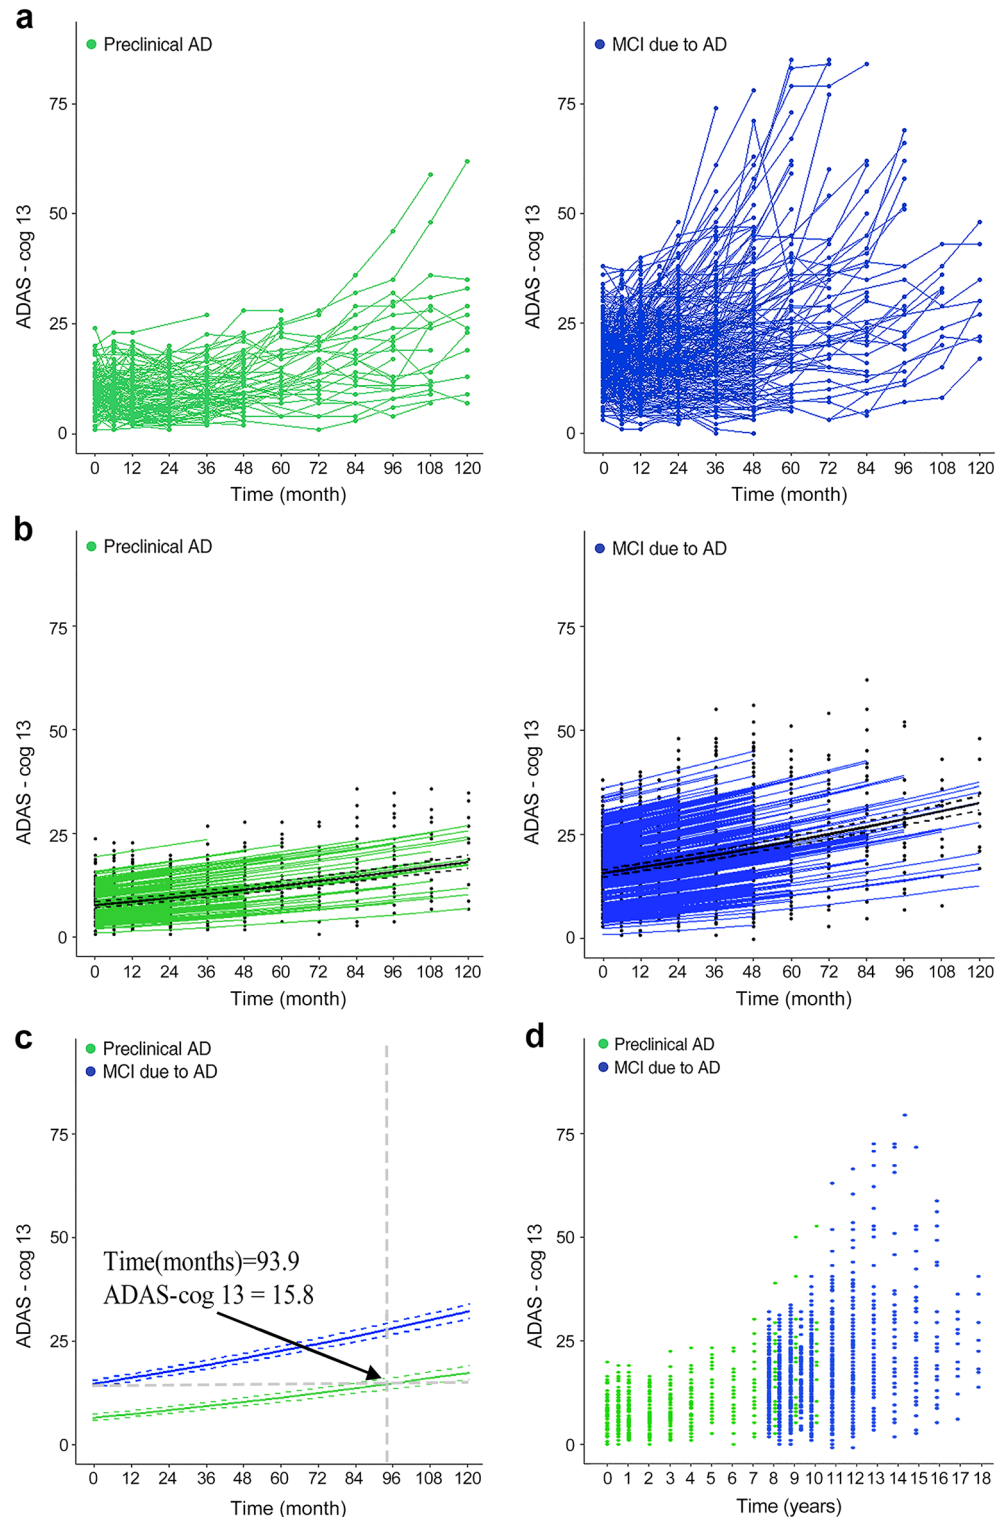 a
Preclinical AD
ADAS - cog 13
75
50
25
0
0 12 24 36 48 60 72 84 96 108 120
Time (month)
MCI due to AD
ADAS - cog 13
75
50
25
0
0 12 24 36 48 60 72 84 96 108 120
Time (month)
b
Preclinical AD
ADAS - cog 13
75
50
25
0
0 12 24 36 48 60 72 84 96 108 120
Time (month)
MCI due to AD
ADAS - cog 13
75
50
25
0
0 12 24 36 48 60 72 84 96 108 120
Time (month)
c
Preclinical AD
MCI due to AD
ADAS - cog 13
75
50
25
0
Time(months)=93.9
ADAS-cog 13 = 15.8
0 12 24 36 48 60 72 84 96 108 120
Time (month)
d
Preclinical AD
MCI due to AD
ADAS - cog 13
75
50
25
0
0 1 2 3 4 5 6 7 8 9 10 11 12 13 14 15 16 17 18
Time (years)